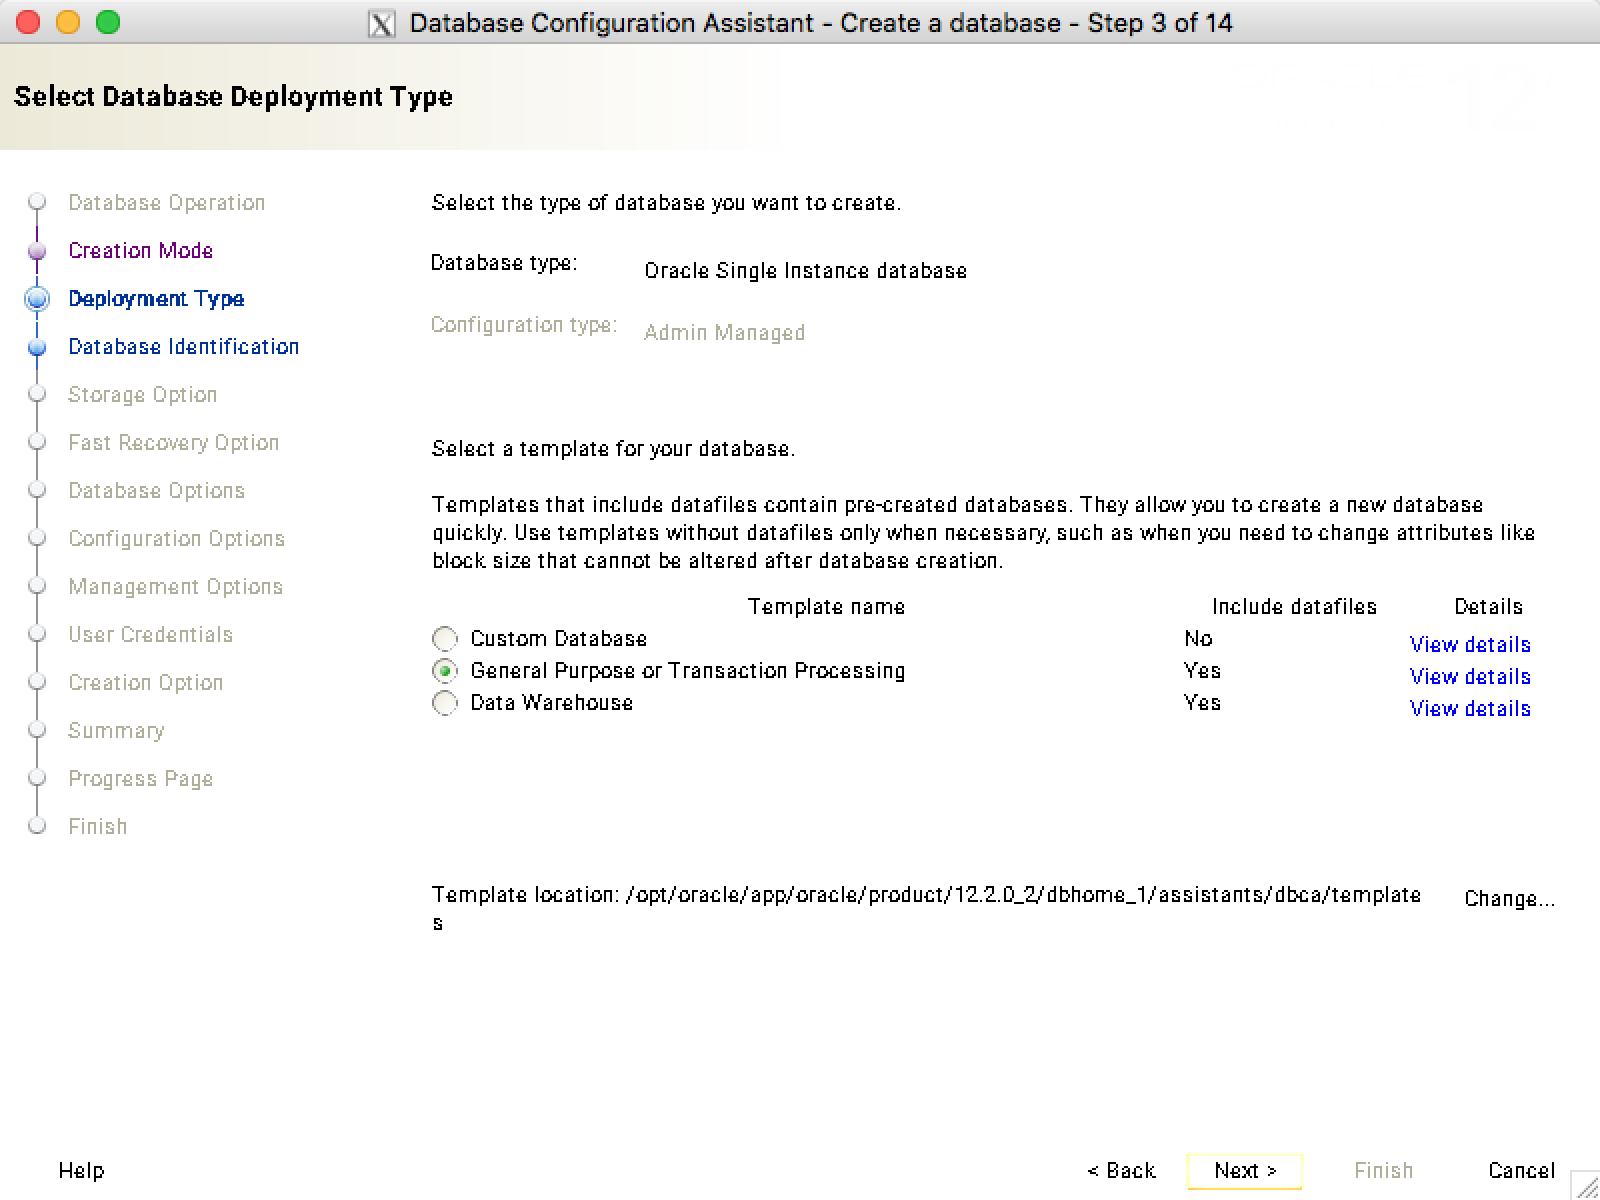 Database Configuration Assistant - Create a database - Step 3 of 14
Select Database Deployment Type
Database Operation
Creation Mode
Deployment Type
Database Identification
Storage Option
Fast Recovery Option
Database Options
Configuration Options
Management Options
User Credentials
Creation Option
Summary
Progress Page
Finish
Select the type of database you want to create.
Database type: Oracle Single Instance database
Configuration type: Admin Managed
Select a template for your database.
Templates that include datafiles contain pre-created databases. They allow you to create a new database
quickly. Use templates without datafiles only when necessary, such as when you need to change attributes like
block size that cannot be altered after database creation.
Template name Include datafiles Details
Custom Database No View details
General Purpose or Transaction Processing Yes View details
Data Warehouse Yes View details
Template location: /opt/oracle/app/oracle/product/12.2.0_2/dbhome_1/assistants/dbca/template
s
Change...
Help < Back Next > Finish Cancel